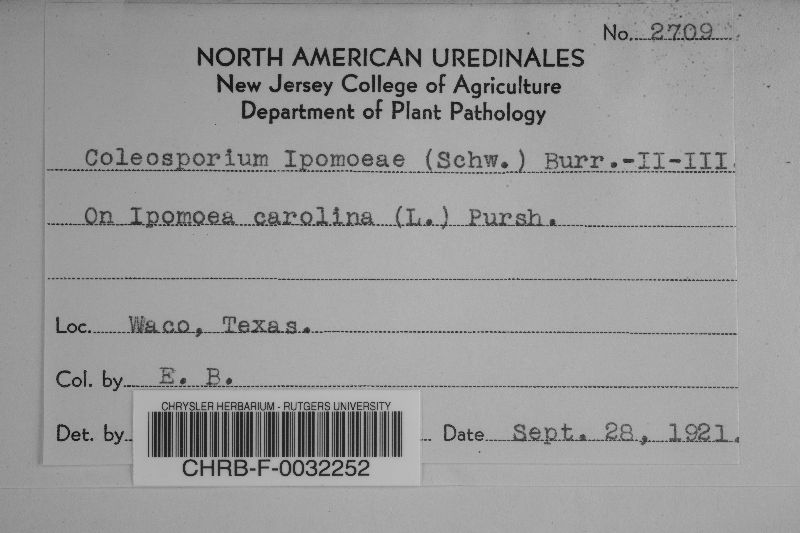 No. 2709
NORTH AMERICAN UREDINALES
New Jersey College of Agriculture
Department of Plant Pathology
Coleosporium Ipomoeae (Schw.) Burr.-II-III.
On Ipomoea carolina (L.) Pursh.
Loc. Waco, Texas.
Col. by E. B.
Det. by
Date Sept. 28, 1921.
CHRYSLER HERBARIUM - RUTGERS UNIVERSITY
CHRB-F-0032252